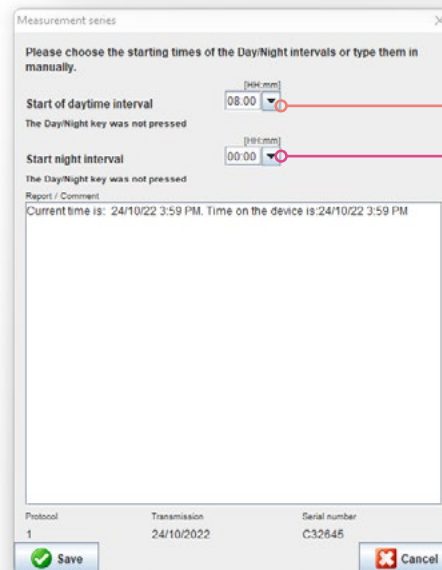 Measurement series
Please choose the starting times of the Day/Night intervals or type them in
manually.
[HH:mm]
Start of daytime interval 08:00
The Day/Night key was not pressed
[HH:mm]
Start night interval 00:00
The Day/Night key was not pressed
Report / Comment
Current time is: 24/10/22 3:59 PM. Time on the device is:24/10/22 3:59 PM
Protocol Transmission Serial number
1 24/10/2022 C32645
Save Cancel